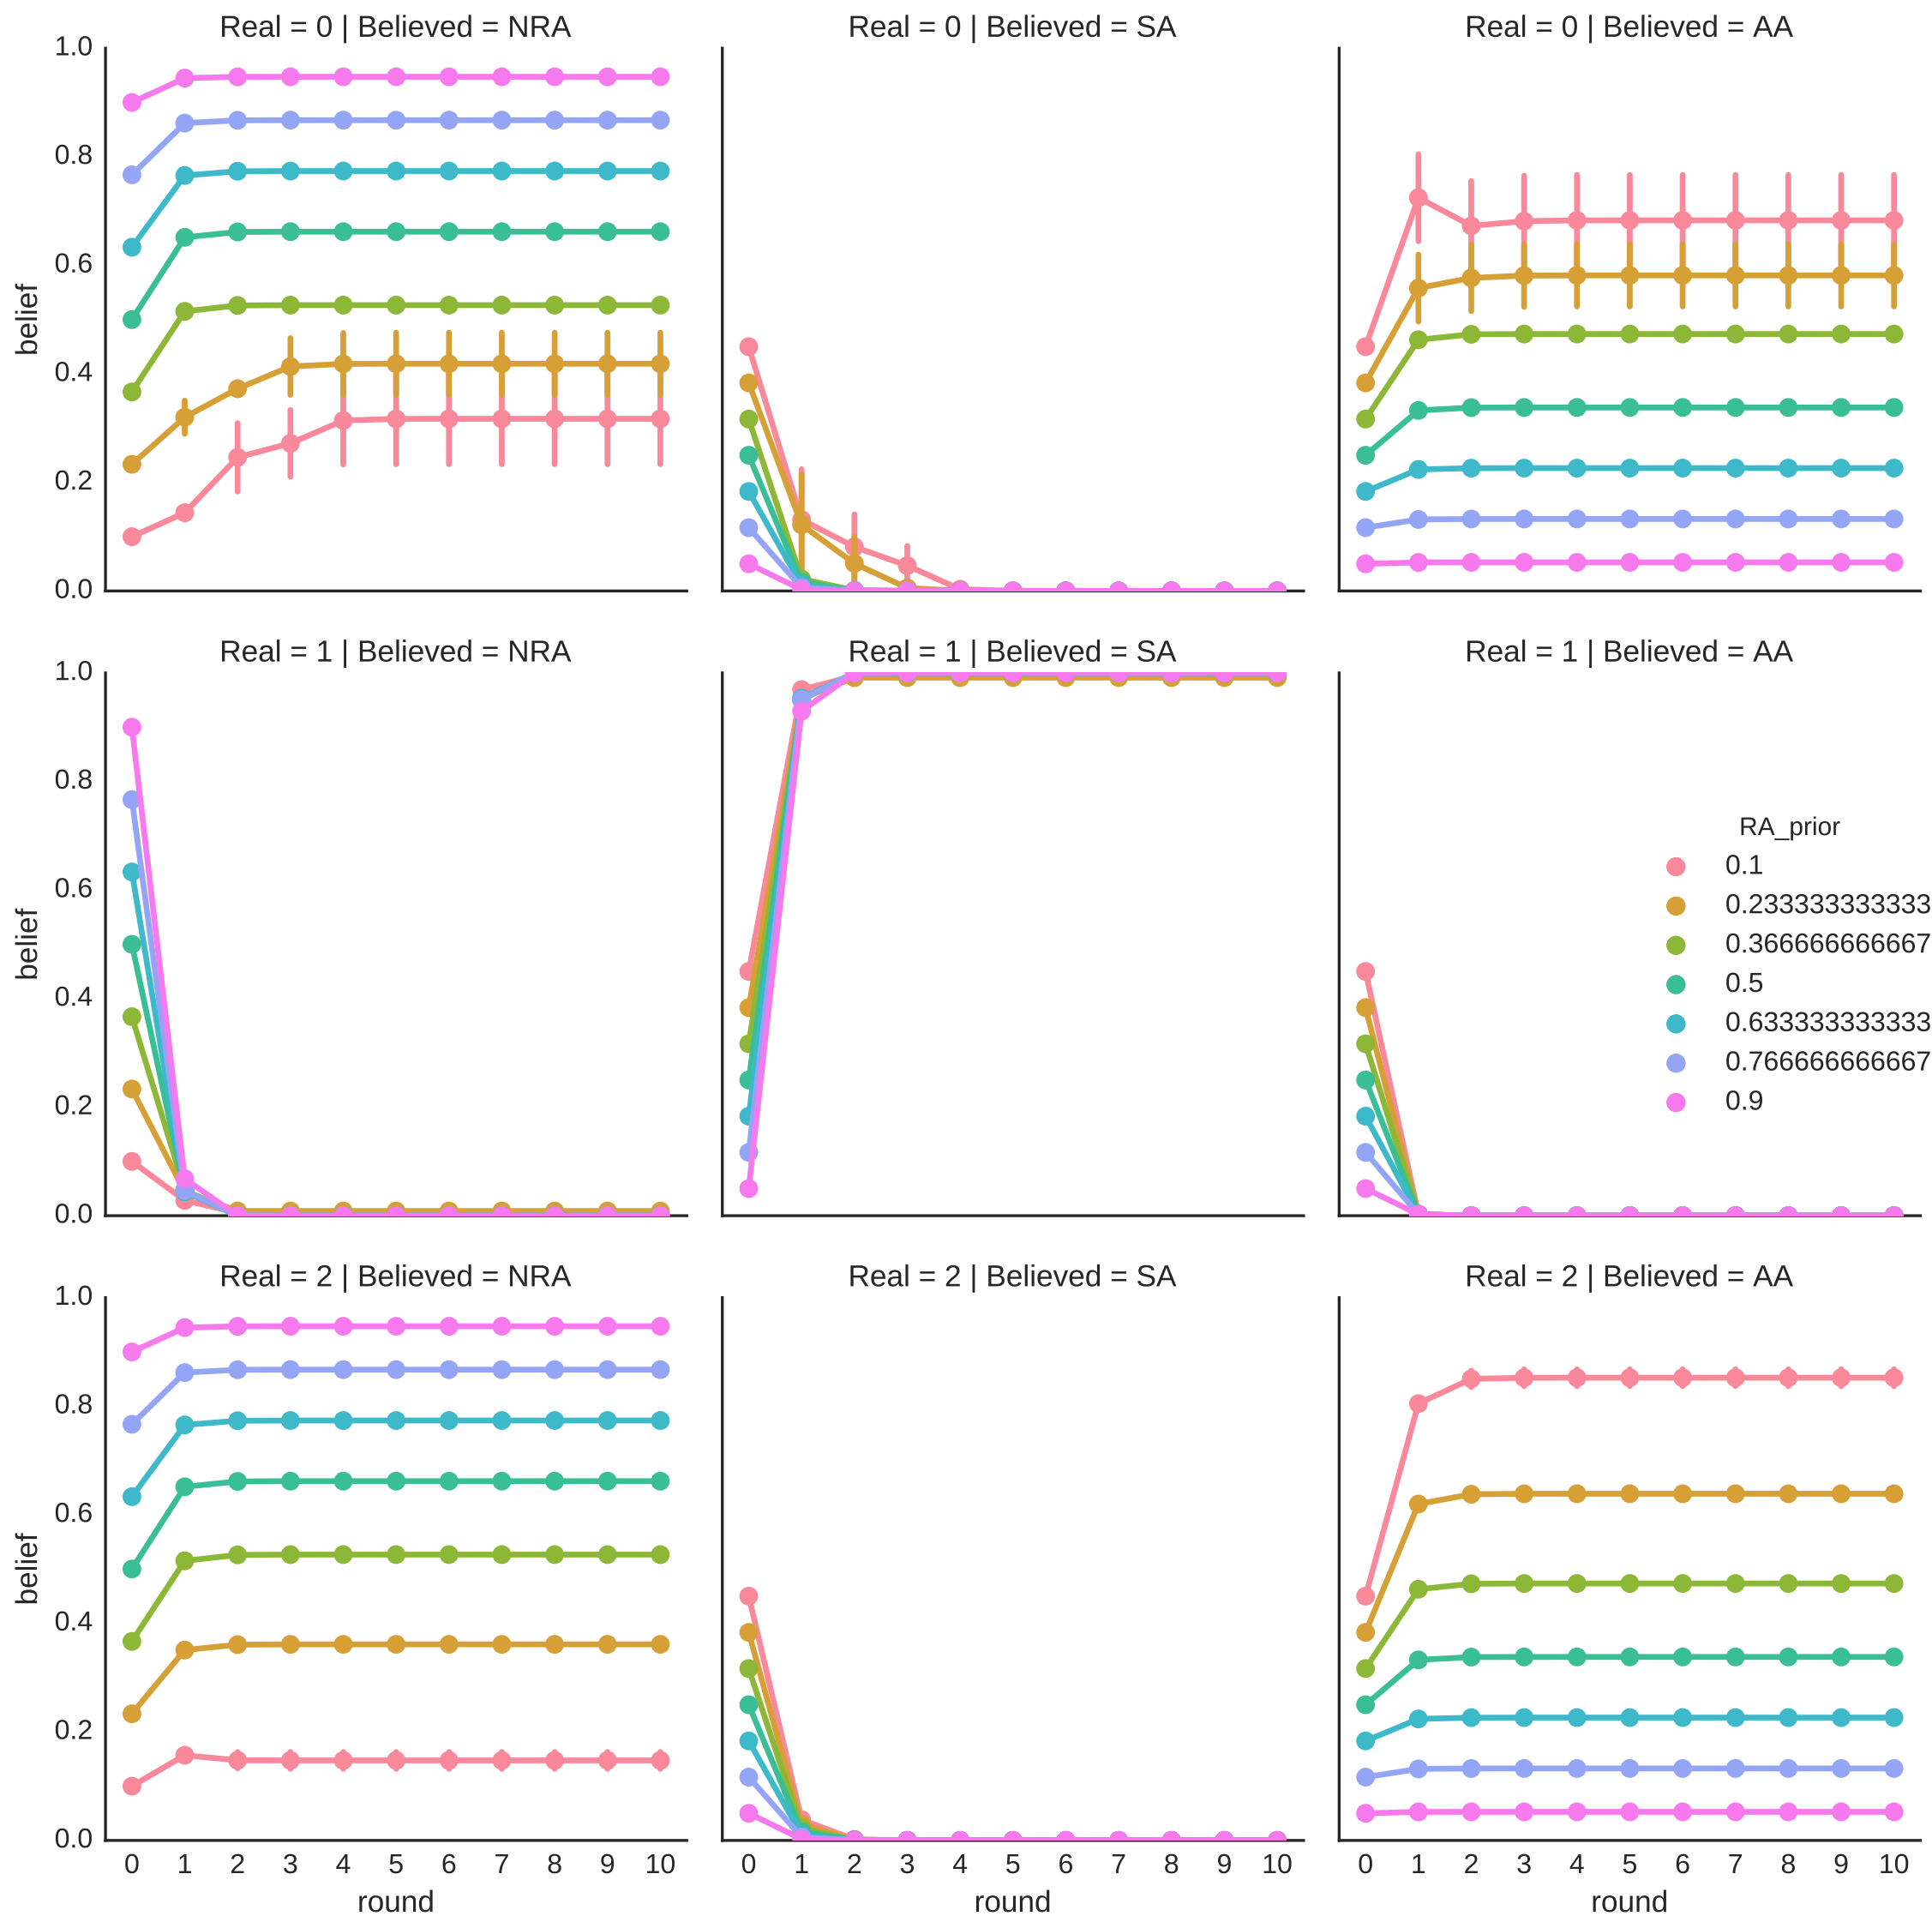 Real = 0 | Believed = NRA
Real = 0 | Believed = SA
Real = 0 | Believed = AA
1.0
0.8
0.6
0.4
0.2
0.0
belief
Real = 1 | Believed = NRA
Real = 1 | Believed = SA
Real = 1 | Believed = AA
1.0
0.8
0.6
0.4
0.2
0.0
belief
RA_prior
0.1
0.233333333333
0.366666666667
0.5
0.633333333333
0.766666666667
0.9
Real = 2 | Believed = NRA
Real = 2 | Believed = SA
Real = 2 | Believed = AA
1.0
0.8
0.6
0.4
0.2
0.0
belief
0 1 2 3 4 5 6 7 8 9 10
round
0 1 2 3 4 5 6 7 8 9 10
round
0 1 2 3 4 5 6 7 8 9 10
round